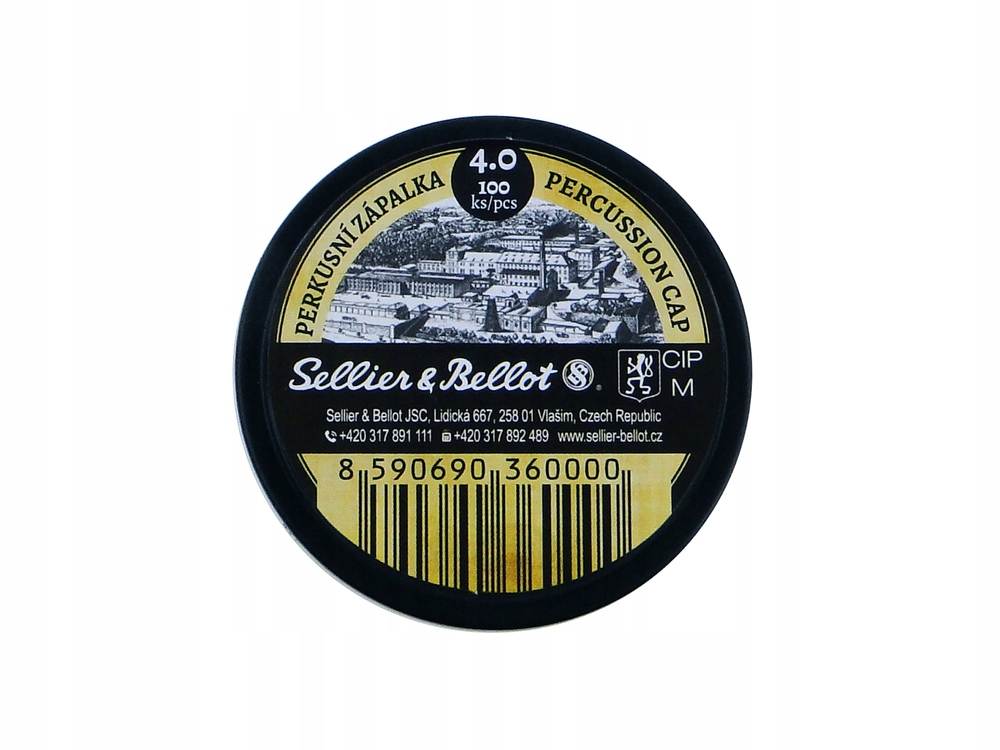 4.0
100
ks/pcs
PERKUSNÍ ZÁPALKA
PERCUSSION CAP
Sellier & Bellot SB ®
CIP
M
Sellier & Bellot JSC, Lidická 667, 258 01 Vlašim, Czech Republic
+420 317 891 111 +420 317 892 489 www.sellier-bellot.cz
8 590690 360000